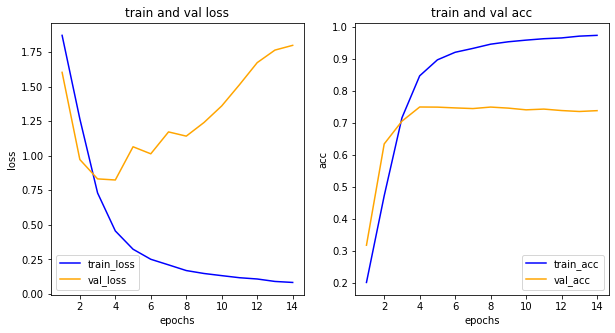 train and val loss
loss
1.75
1.50
1.25
1.00
0.75
0.50
0.25
0.00
train_loss
val_loss
2 4 6 8 10 12 14
epochs
train and val acc
acc
1.0
0.9
0.8
0.7
0.6
0.5
0.4
0.3
0.2
train_acc
val_acc
2 4 6 8 10 12 14
epochs